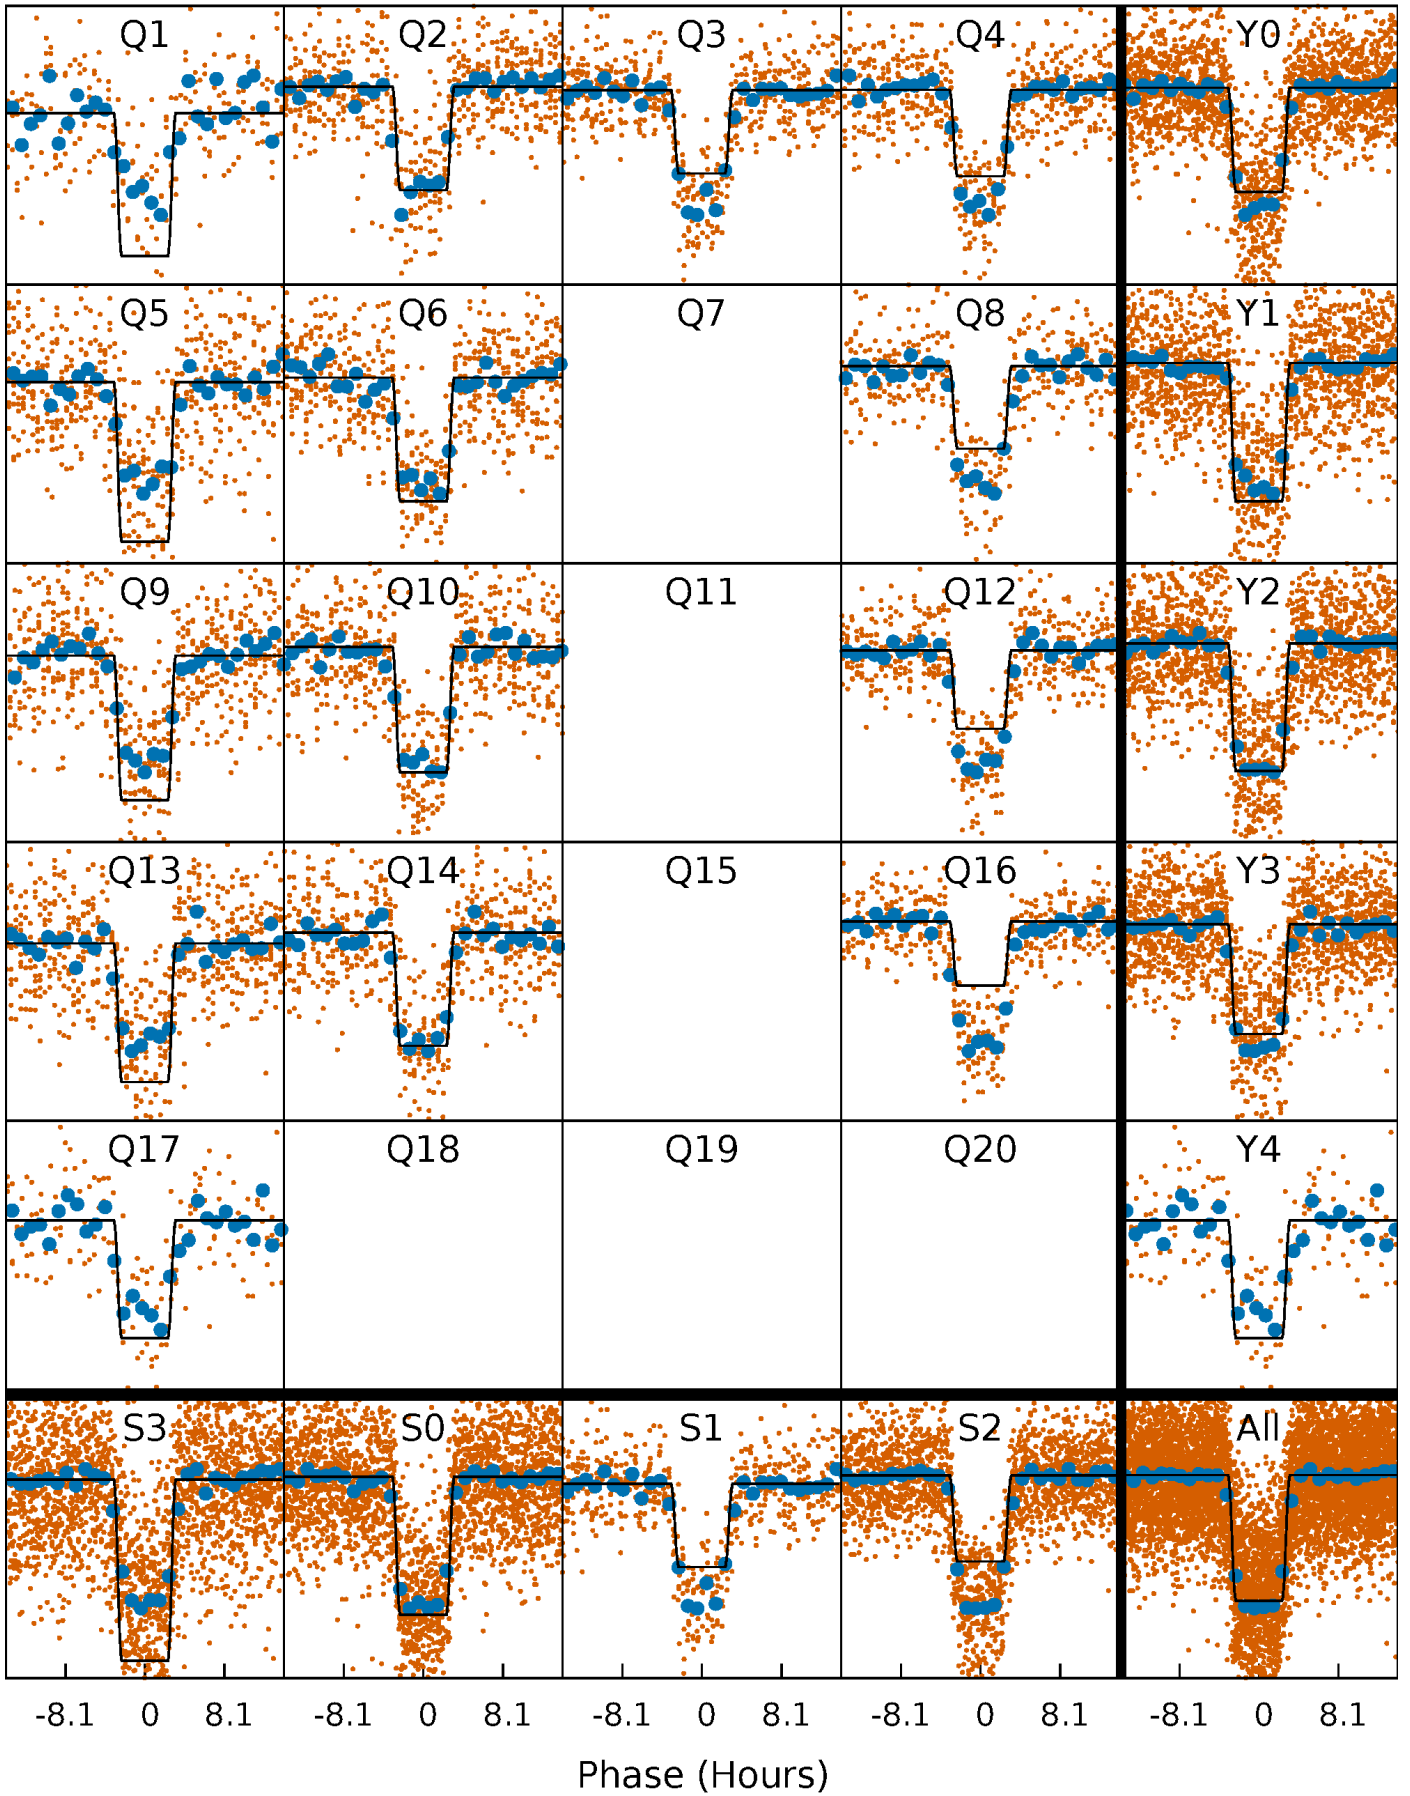 Q1 Q2 Q3 Q4 Y0
Q5 Q6 Q7 Q8 Y1
Q9 Q10 Q11 Q12 Y2
Q13 Q14 Q15 Q16 Y3
Q17 Q18 Q19 Q20 Y4
S3 S0 S1 S2 All
-8.1 0 8.1 -8.1 0 8.1 -8.1 0 8.1 -8.1 0 8.1 -8.1 0 8.1
Phase (Hours)